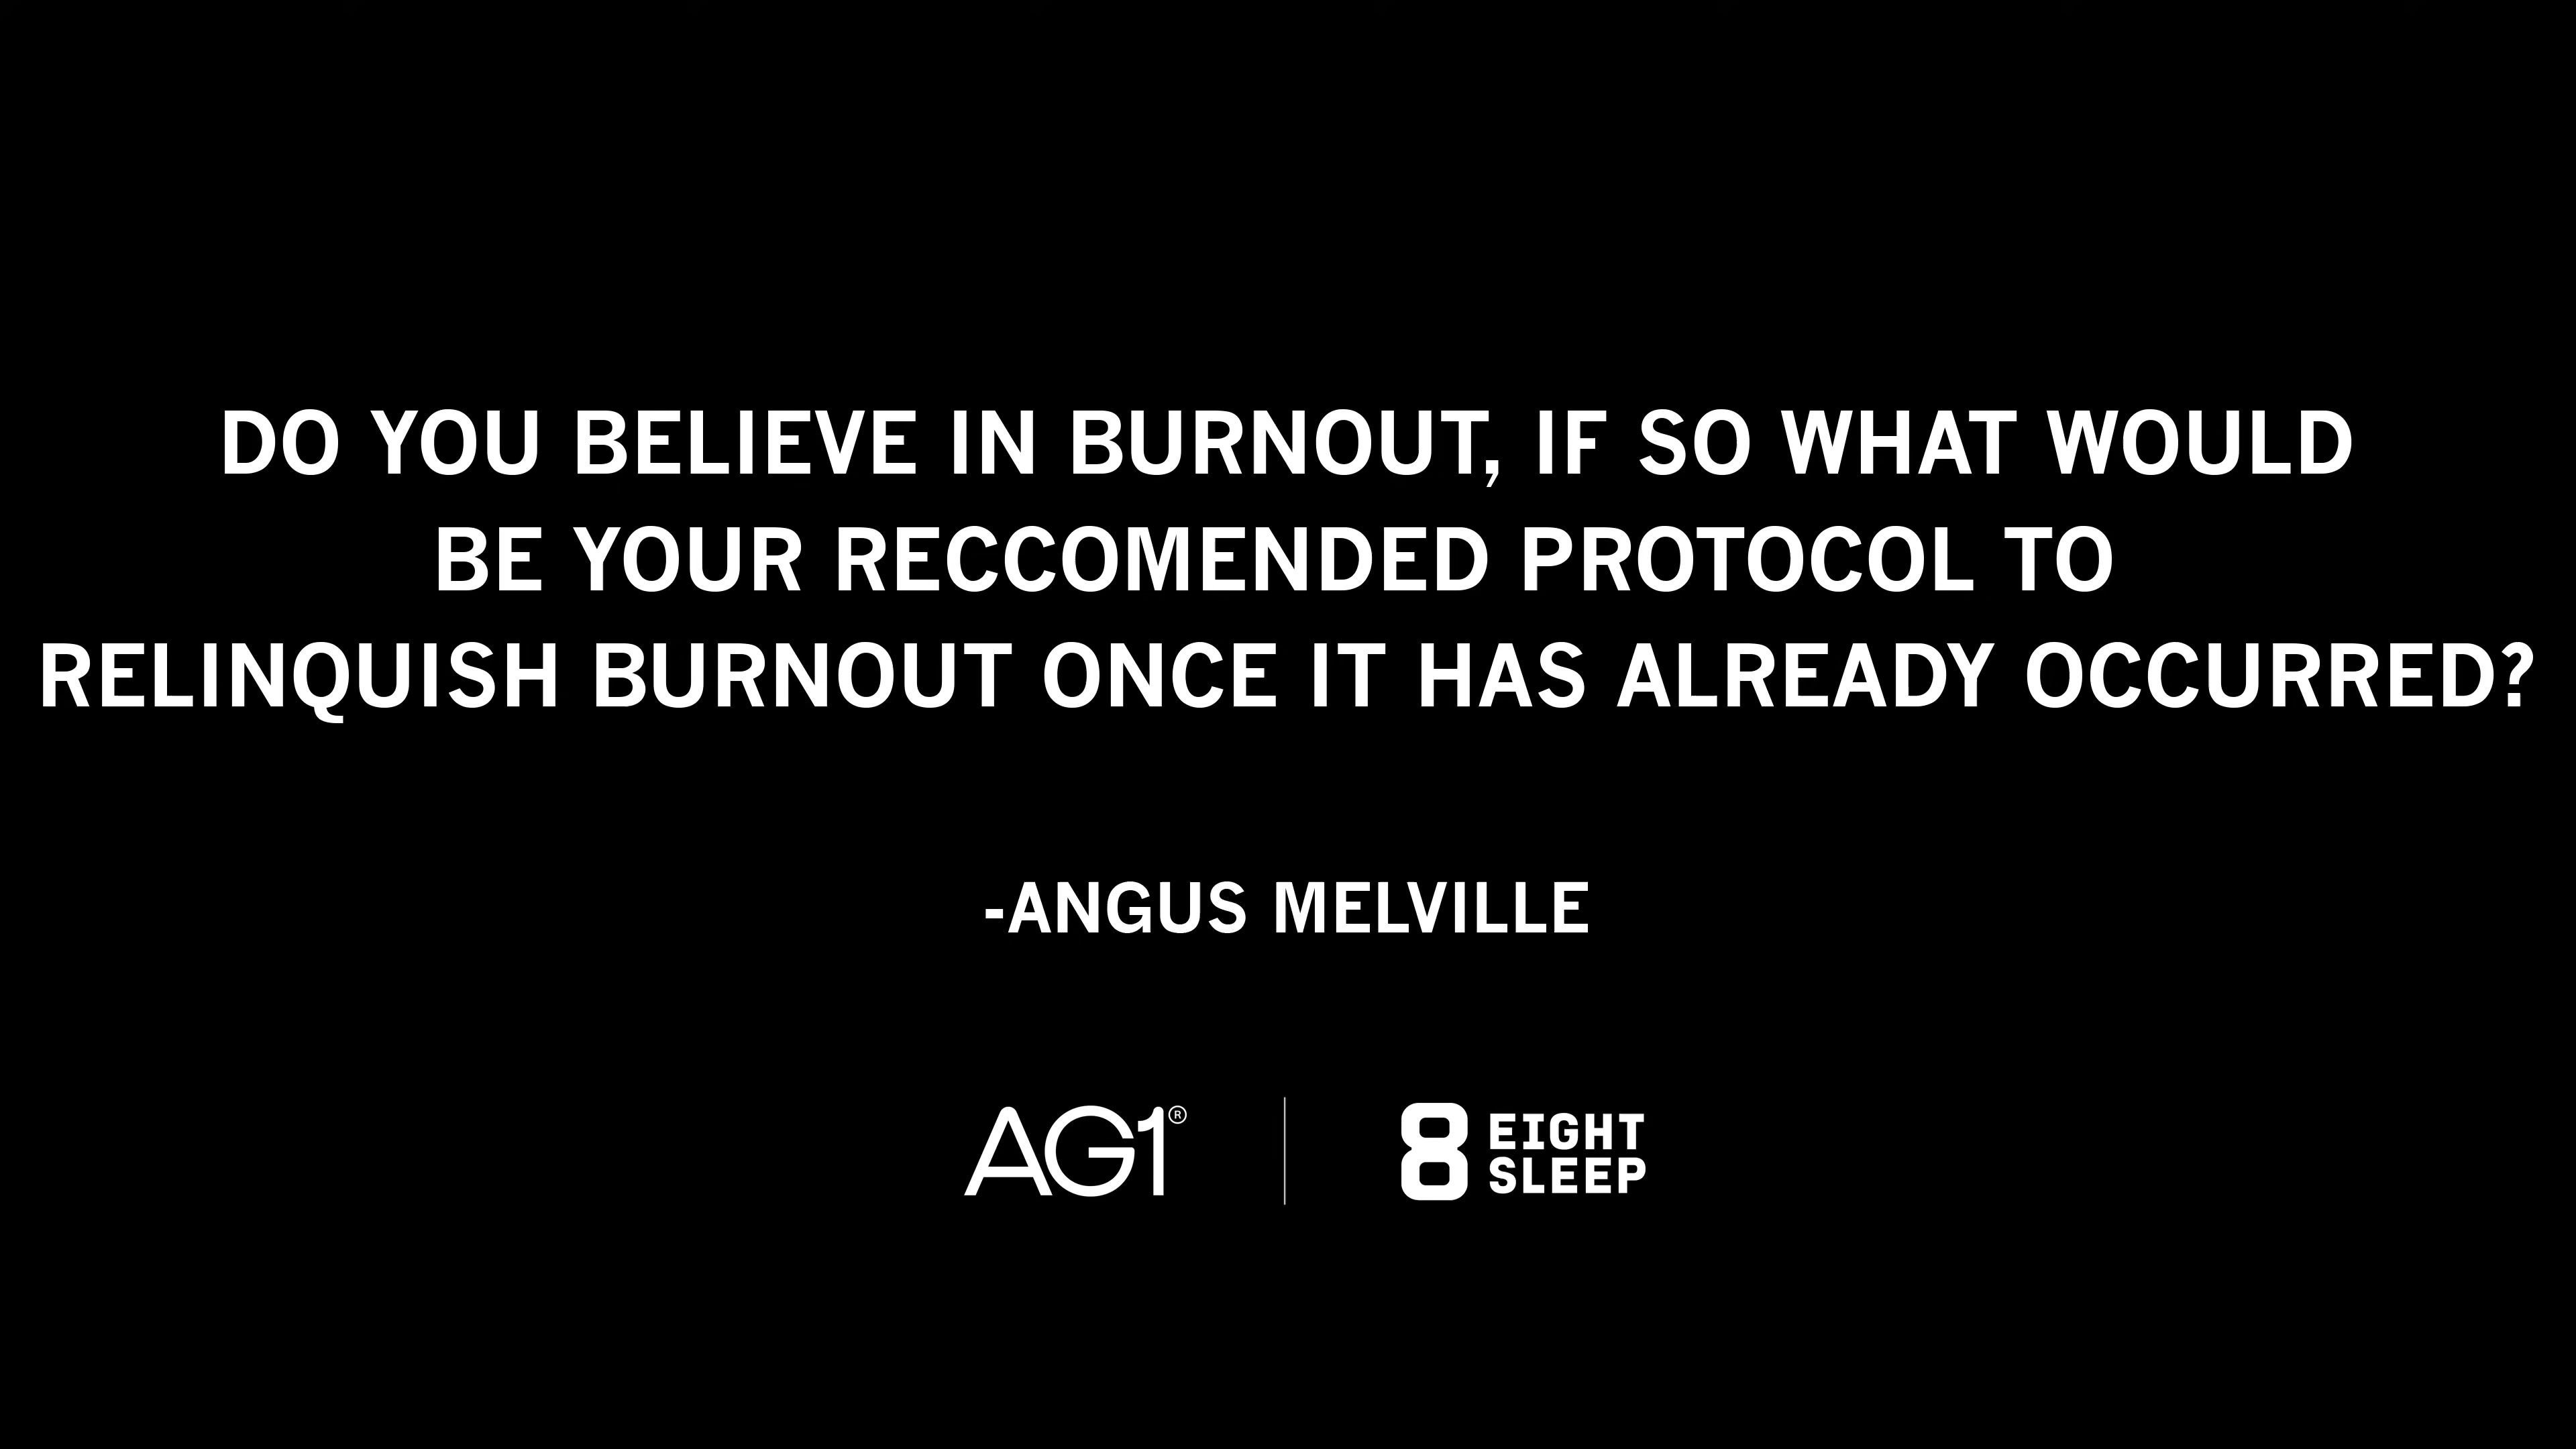 DO YOU BELIEVE IN BURNOUT, IF SO WHAT WOULD
BE YOUR RECCOMENDED PROTOCOL TO
RELINQUISH BURNOUT ONCE IT HAS ALREADY OCCURRED?
-ANGUS MELVILLE
AG1®
8 EIGHT
SLEEP